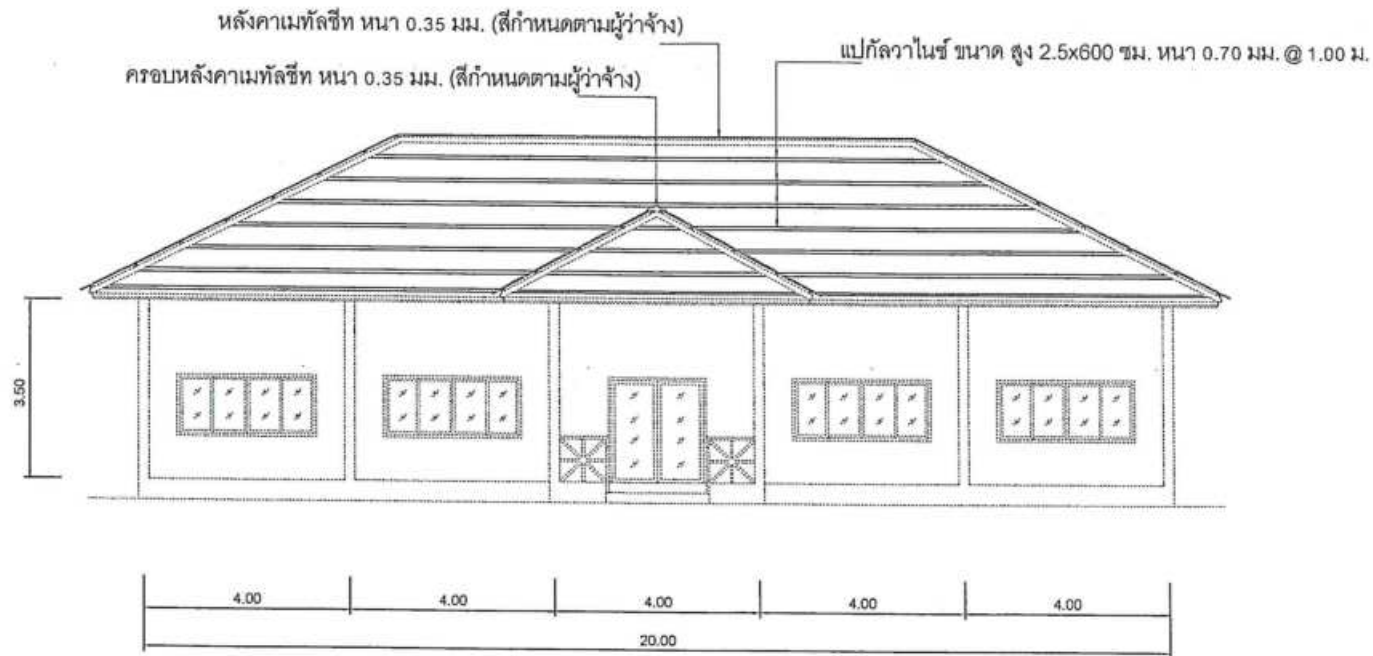 หลังคาเมทัลชีท หนา 0.35 มม. (สีกำหนดตามผู้ว่าจ้าง)
แปกัลวาไนซ์ ขนาด สูง 2.5x600 ซม. หนา 0.70 มม. @ 1.00 ม.
ครอบหลังคาเมทัลชีท หนา 0.35 มม. (สีกำหนดตามผู้ว่าจ้าง)
3.50
4.00 4.00 4.00 4.00 4.00
20.00